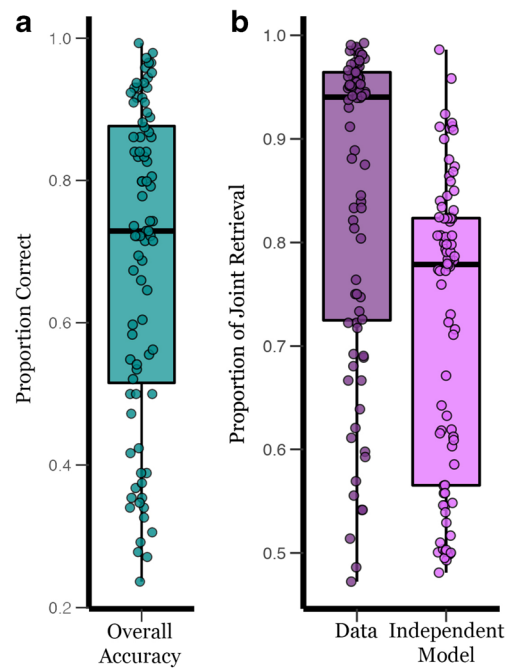 a
Proportion Correct
1.0
0.8
0.6
0.4
0.2
Overall
Accuracy
b
Proportion of Joint Retrieval
1.0
0.9
0.8
0.7
0.6
0.5
Data
Independent
Model